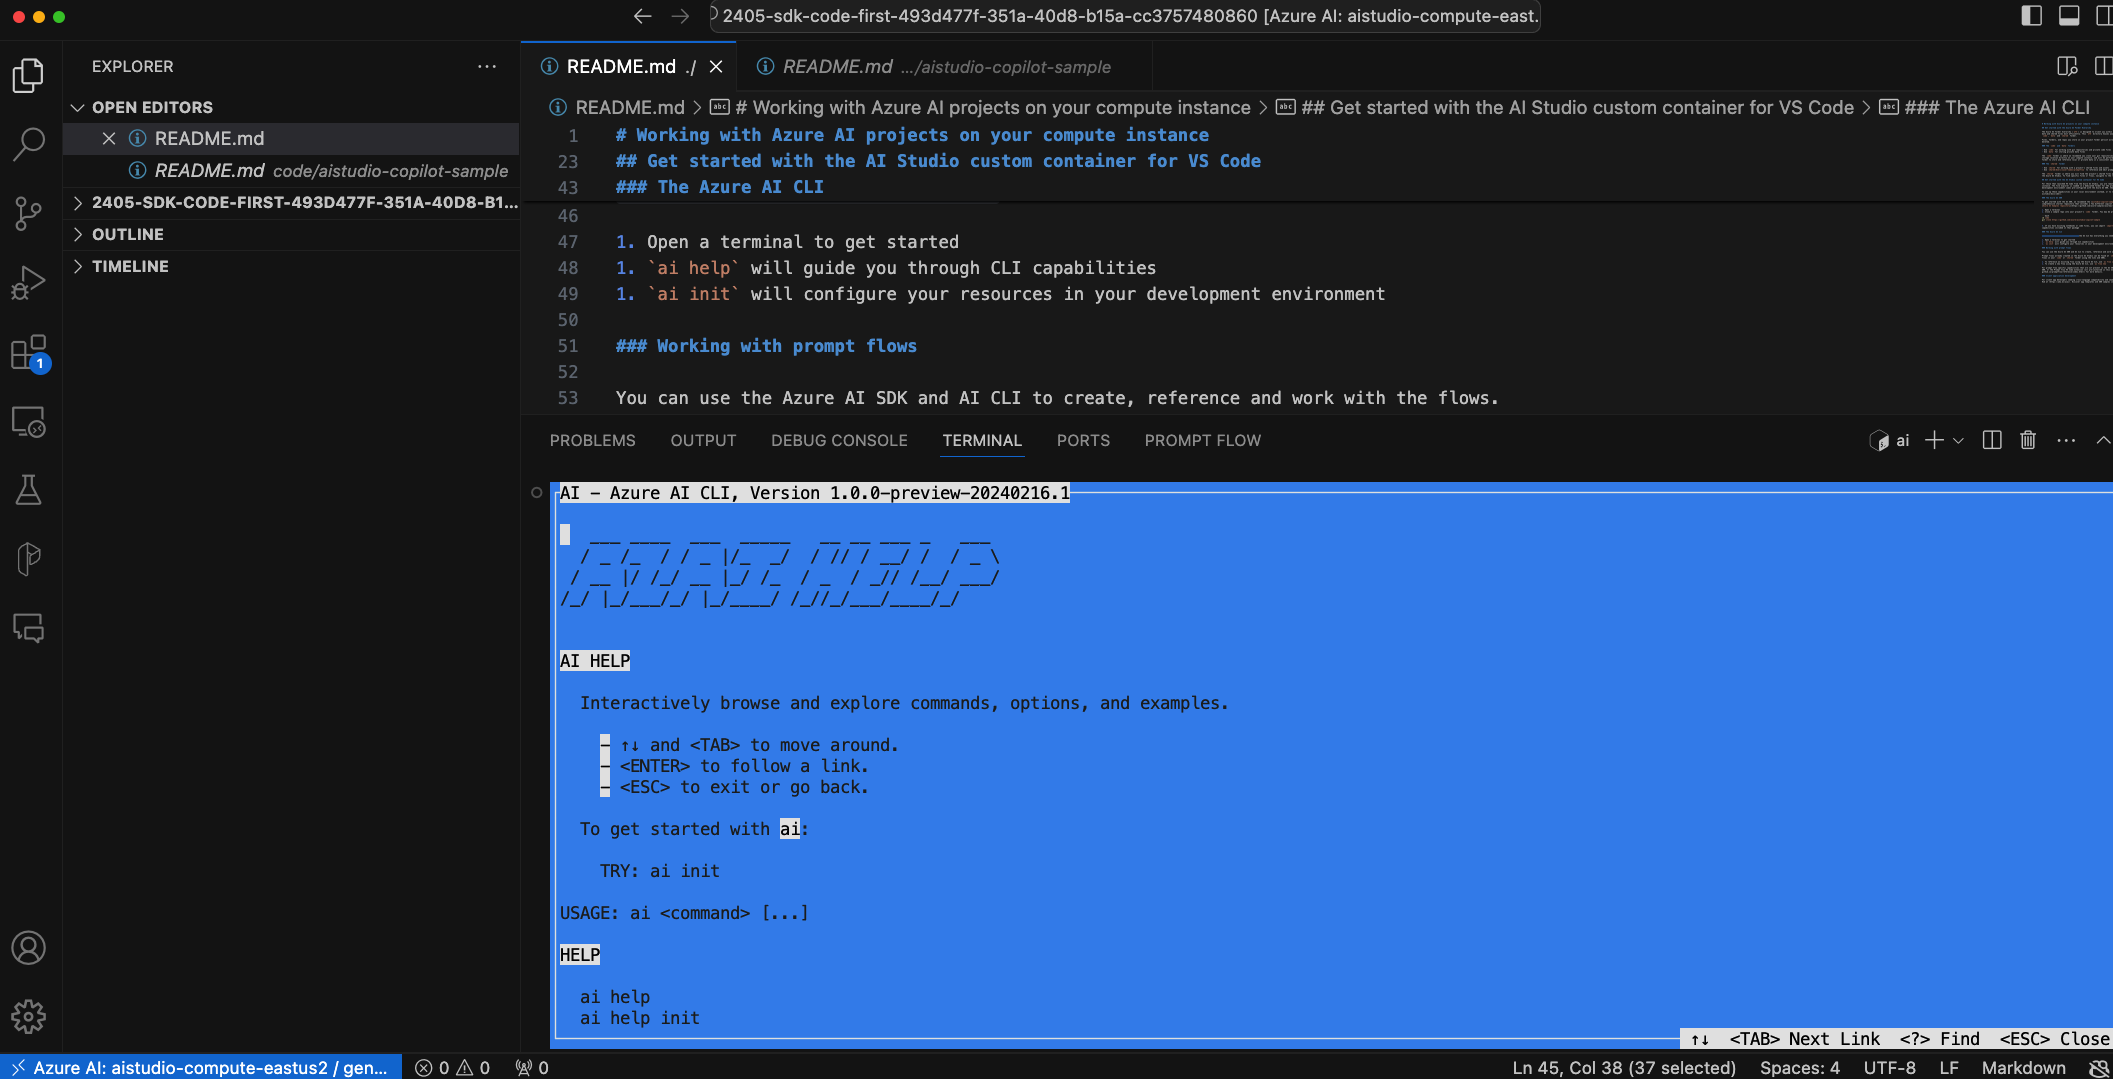 2405-sdk-code-first-493d477f-351a-40d8-b15a-cc3757480860 [Azure AI: aistudio-compute-east.
EXPLORER
OPEN EDITORS
README.md
README.md code/aistudio-copilot-sample
2405-SDK-CODE-FIRST-493D477F-351A-40D8-B1...
OUTLINE
TIMELINE
1
README.md ./
README.md .../aistudio-copilot-sample
README.md > # Working with Azure AI projects on your compute instance > ## Get started with the AI Studio custom container for VS Code > ### The Azure AI CLI
1 # Working with Azure AI projects on your compute instance
23 ## Get started with the AI Studio custom container for VS Code
43 ### The Azure AI CLI
46
47 1. Open a terminal to get started
48 1. `ai help` will guide you through CLI capabilities
49 1. `ai init` will configure your resources in your development environment
50
51 ### Working with prompt flows
52
53 You can use the Azure AI SDK and AI CLI to create, reference and work with the flows.
PROBLEMS OUTPUT DEBUG CONSOLE TERMINAL PORTS PROMPT FLOW
ai
AI - Azure AI CLI, Version 1.0.0-preview-20240216.1
AI HELP
Interactively browse and explore commands, options, and examples.
- ↑↓ and <TAB> to move around.
- <ENTER> to follow a link.
- <ESC> to exit or go back.
To get started with ai:
TRY: ai init
USAGE: ai <command> [...]
HELP
ai help
ai help init
↑↓ <TAB> Next Link <?> Find <ESC> Close
Azure AI: aistudio-compute-eastus2 / gen... 0 0 0
Ln 45, Col 38 (37 selected) Spaces: 4 UTF-8 LF Markdown